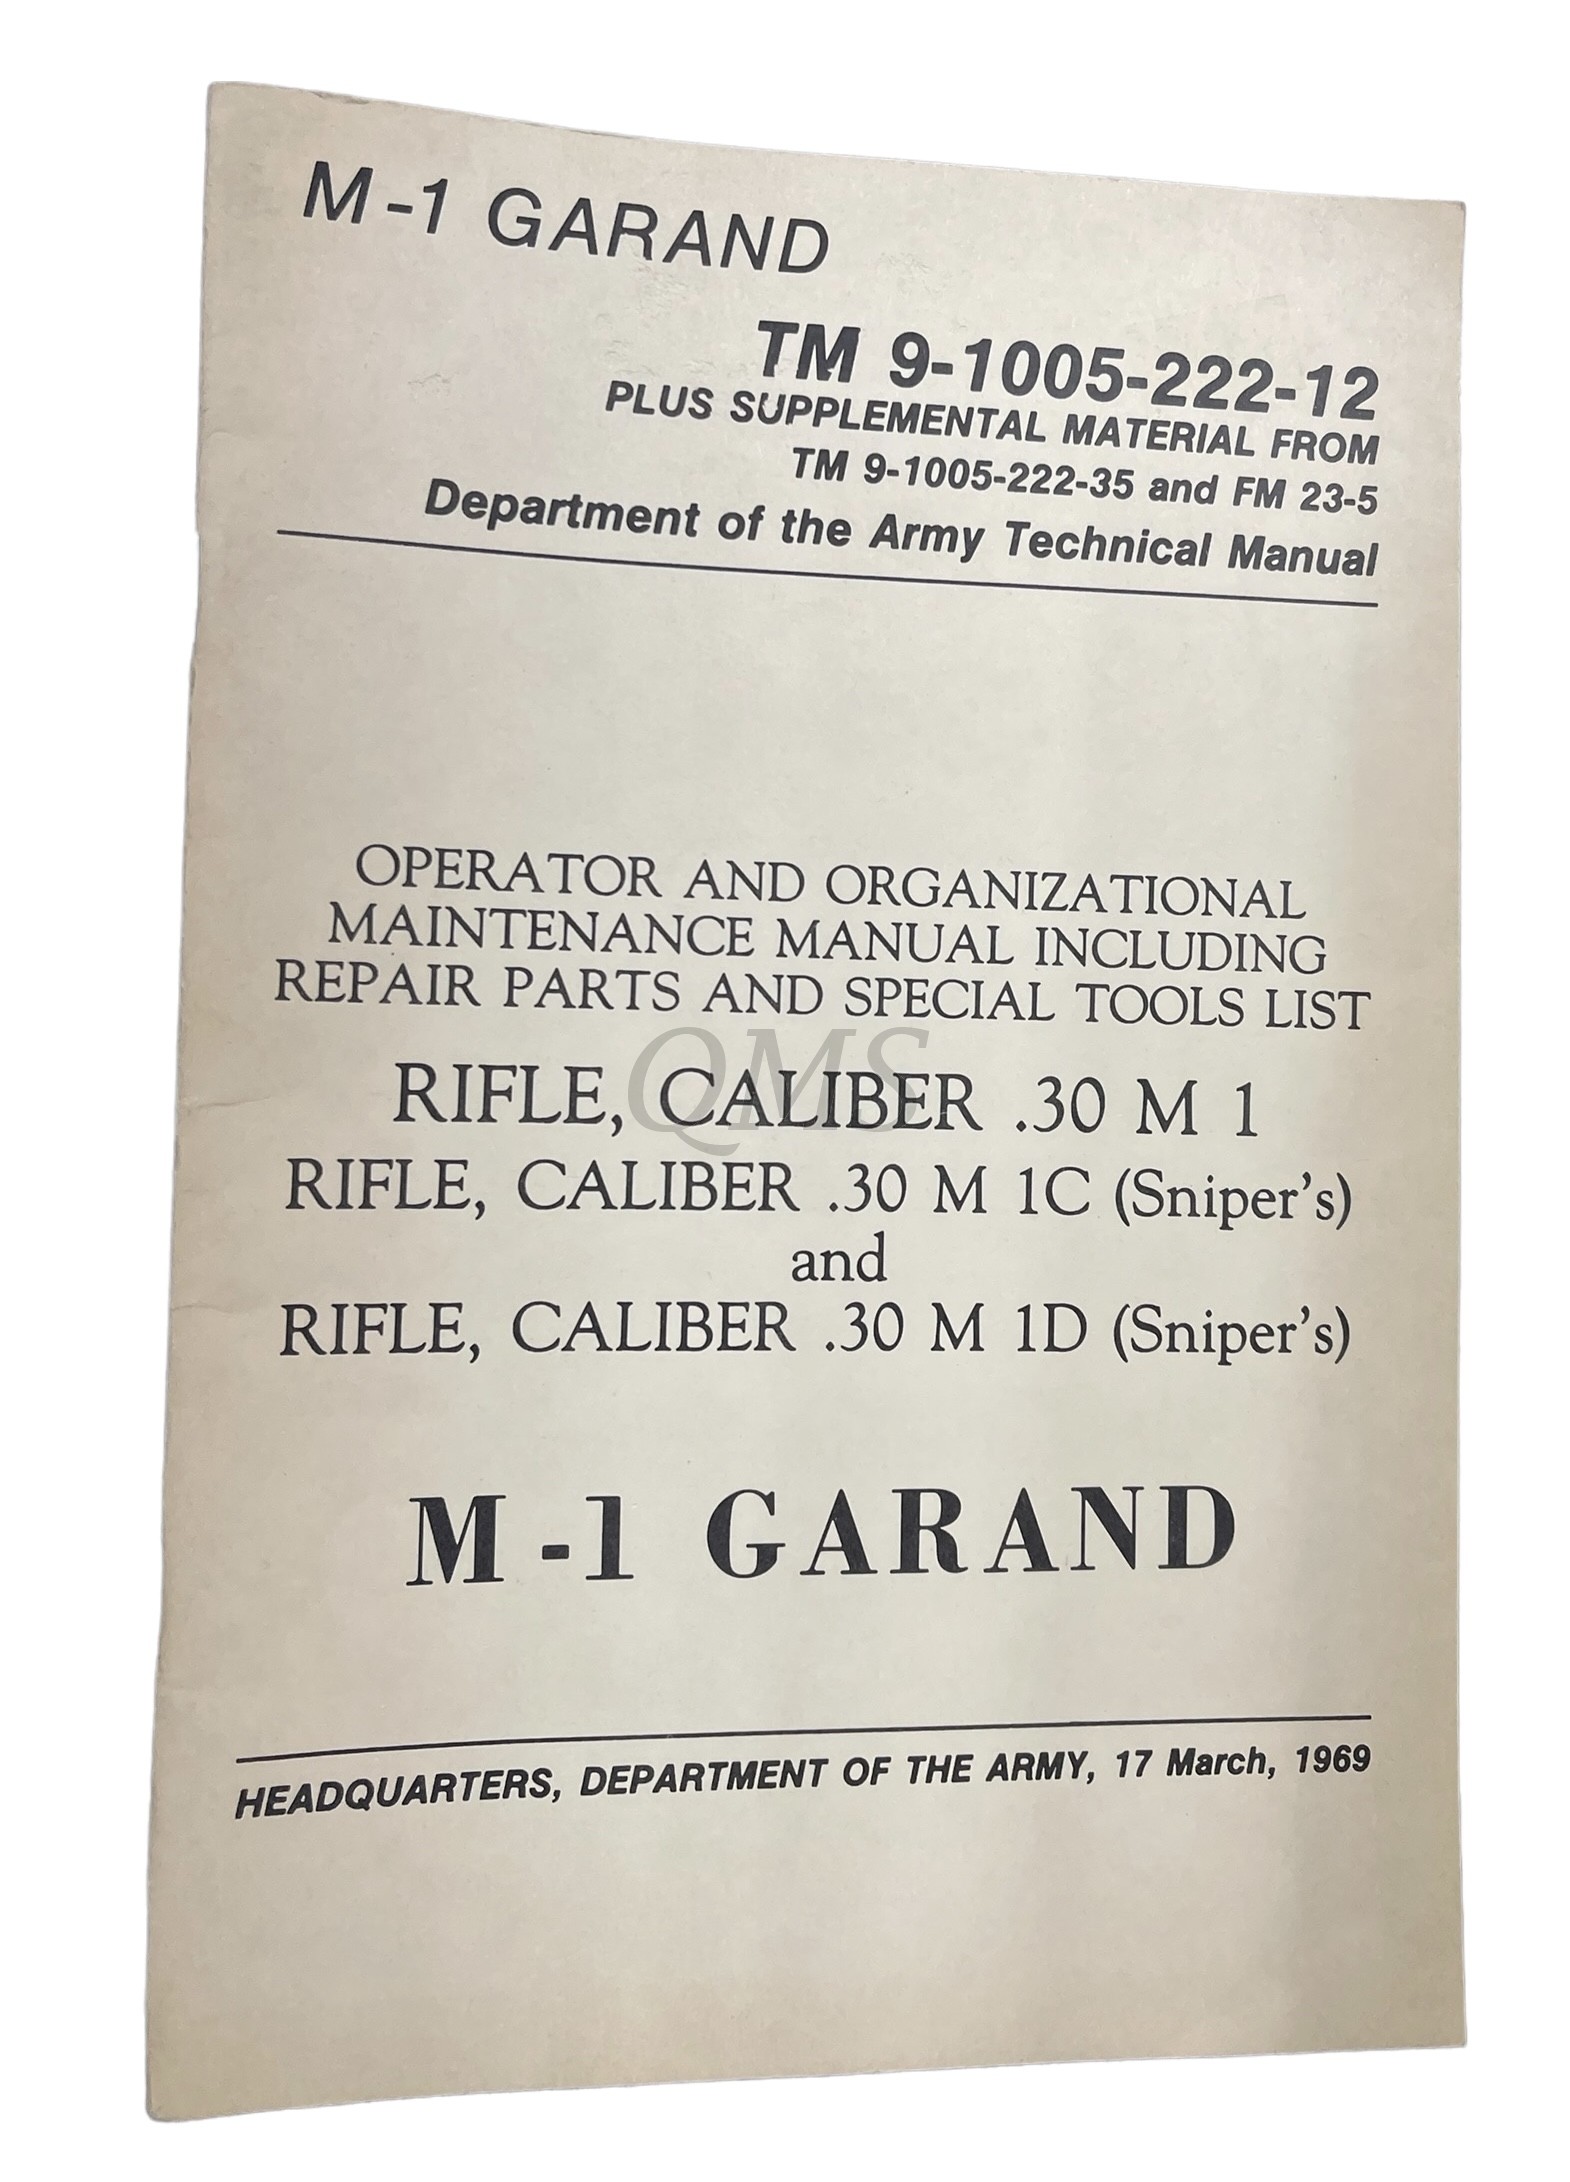 M-1 GARAND
TM 9-1005-222-12
PLUS SUPPLEMENTAL MATERIAL FROM
TM 9-1005-222-35 and FM 23-5
Department of the Army Technical Manual
OPERATOR AND ORGANIZATIONAL
MAINTENANCE MANUAL INCLUDING
REPAIR PARTS AND SPECIAL TOOLS LIST
QMS
RIFLE, CALIBER .30 M 1
RIFLE, CALIBER .30 M 1C (Sniper's)
and
RIFLE, CALIBER .30 M 1D (Sniper's)
M-1 GARAND
HEADQUARTERS, DEPARTMENT OF THE ARMY, 17 March, 1969